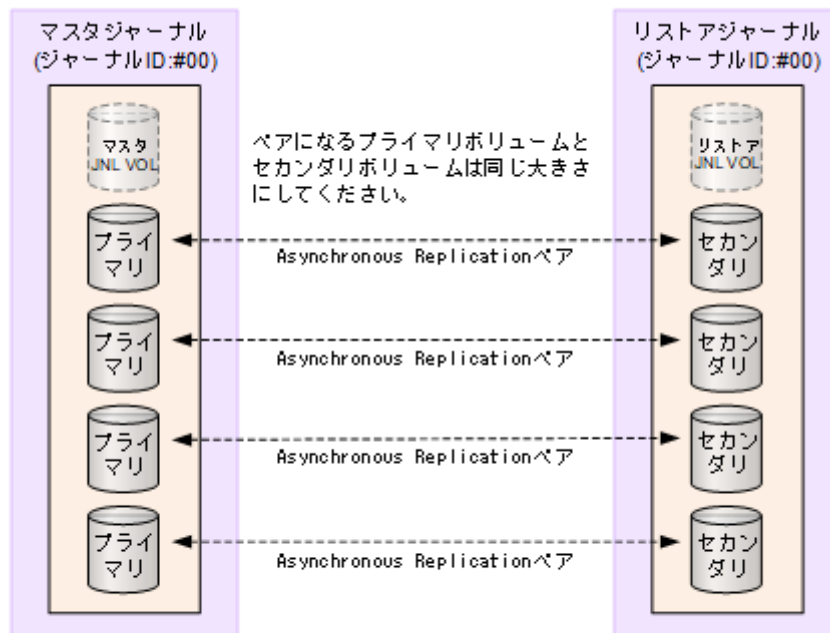 マスタジャーナル
(ジャーナルID:#00)
リストアジャーナル
(ジャーナルID:#00)
マスタ
JNL VOL
ペアになるプライマリボリュームと
セカンダリボリュームは同じ大きさ
にしてください。
リストア
JNL VOL
プライ
マリ
Asynchronous Replicationペア
セカン
ダリ
プライ
マリ
Asynchronous Replicationペア
セカン
ダリ
プライ
マリ
Asynchronous Replicationペア
セカン
ダリ
プライ
マリ
Asynchronous Replicationペア
セカン
ダリ